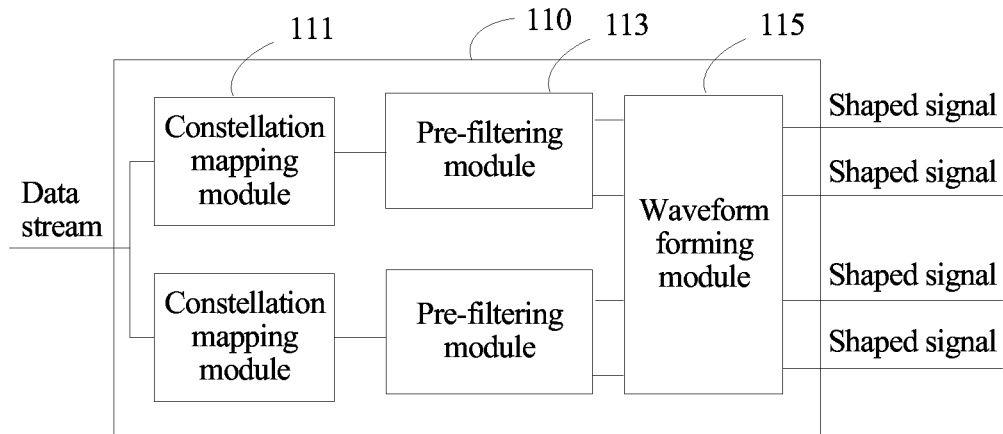 111
110
113
115
Data
stream
Constellation
mapping
module
Pre-filtering
module
Constellation
mapping
module
Pre-filtering
module
Waveform
forming
module
Shaped signal
Shaped signal
Shaped signal
Shaped signal